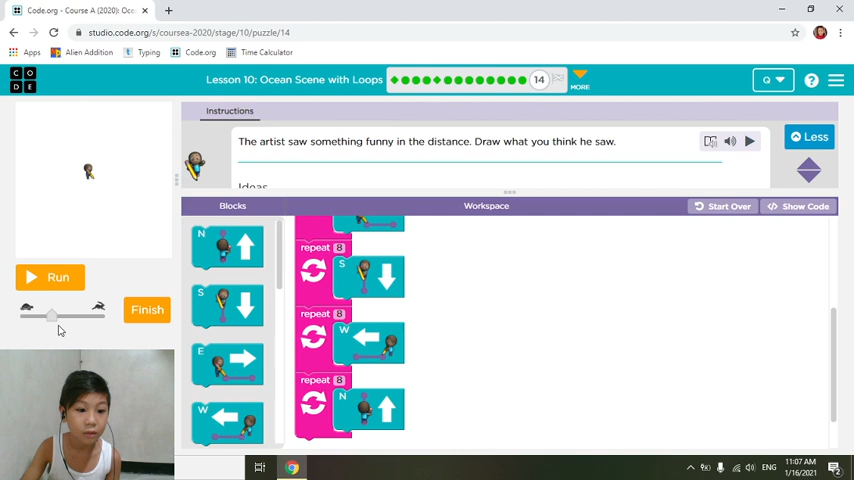 Code.org - Course A (2020): Oce
studio.code.org/s/coursea-2020/stage/10/puzzle/14
Apps
Alien Addition
Typing
Code.org
Time Calculator
C O
D E
Lesson 10: Ocean Scene with Loops
14
MORE
Q
?
Instructions
The artist saw something funny in the distance. Draw what you think he saw.
Less
Ideas
Blocks
Workspace
Start Over
Show Code
N
S
E
W
Run
Finish
repeat 8
S
repeat 8
W
repeat 8
N
ENG
11:07 AM
1/16/2021
2